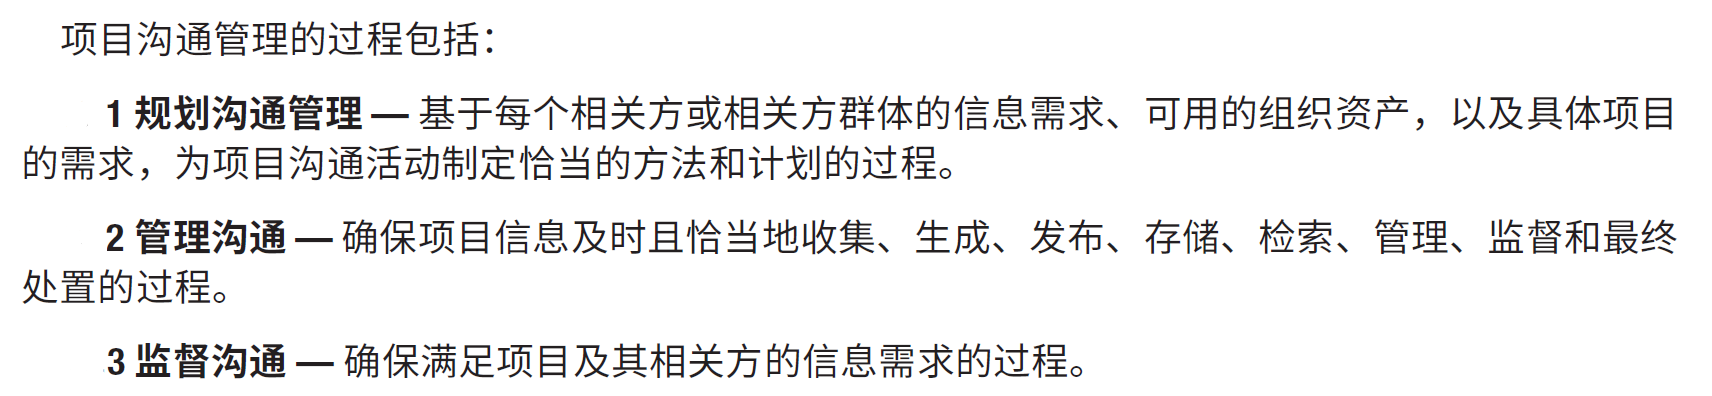 项目沟通管理的过程包括：
1 规划沟通管理 — 基于每个相关方或相关方群体的信息需求、可用的组织资产，以及具体项目
的需求，为项目沟通活动制定恰当的方法和计划的过程。
2 管理沟通 — 确保项目信息及时且恰当地收集、生成、发布、存储、检索、管理、监督和最终
处置的过程。
3 监督沟通 — 确保满足项目及其相关方的信息需求的过程。